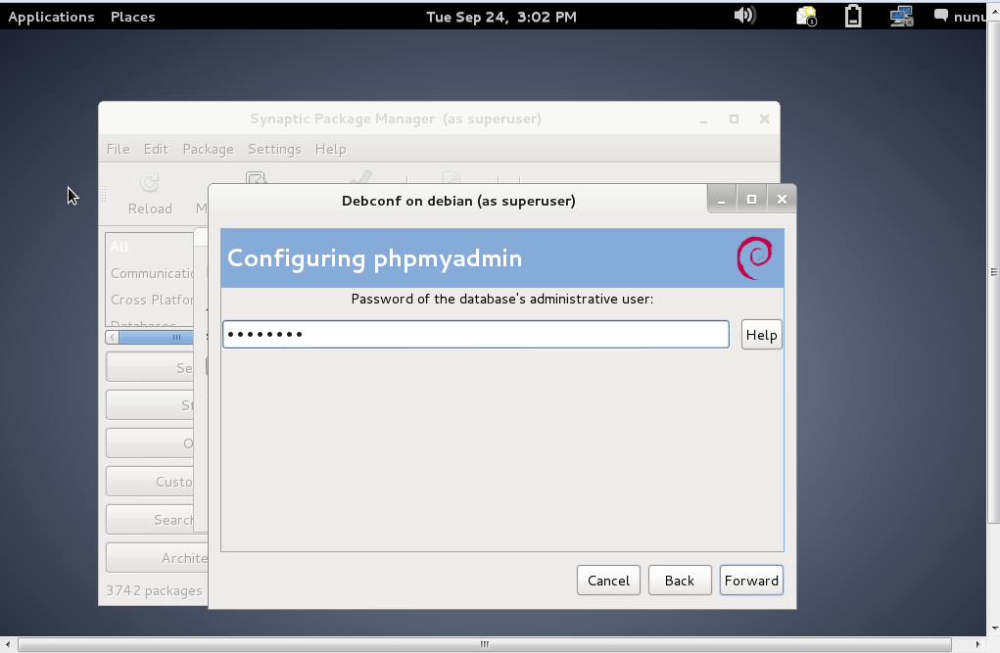 Applications Places Tue Sep 24, 3:02 PM nunu
Synaptic Package Manager (as superuser)
File Edit Package Settings Help
Reload M
Debconf on debian (as superuser)
All
Communicatio
Cross Platfor
Databases
Configuring phpmyadmin
Password of the database's administrative user:
Help
Se
St
O
Custo
Search
Archite
3742 packages
Cancel Back Forward